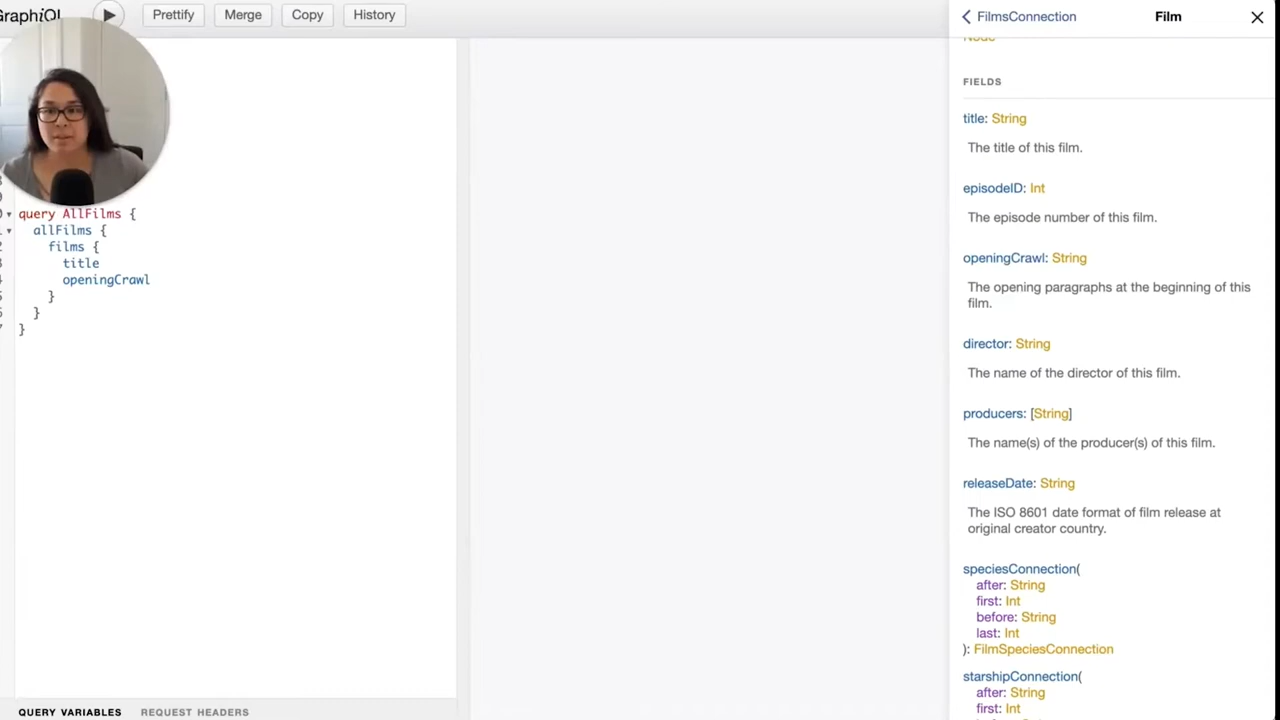 GraphiQL
Prettify
Merge
Copy
History
FilmsConnection
Film
query AllFilms {
allFilms {
films {
title
openingCrawl
}
}
}
QUERY VARIABLES
REQUEST HEADERS
Node
FIELDS
title: String
The title of this film.
episodeID: Int
The episode number of this film.
openingCrawl: String
The opening paragraphs at the beginning of this
film.
director: String
The name of the director of this film.
producers: [String]
The name(s) of the producer(s) of this film.
releaseDate: String
The ISO 8601 date format of film release at
original creator country.
speciesConnection(
after: String
first: Int
before: String
last: Int
): FilmSpeciesConnection
starshipConnection(
after: String
first: Int